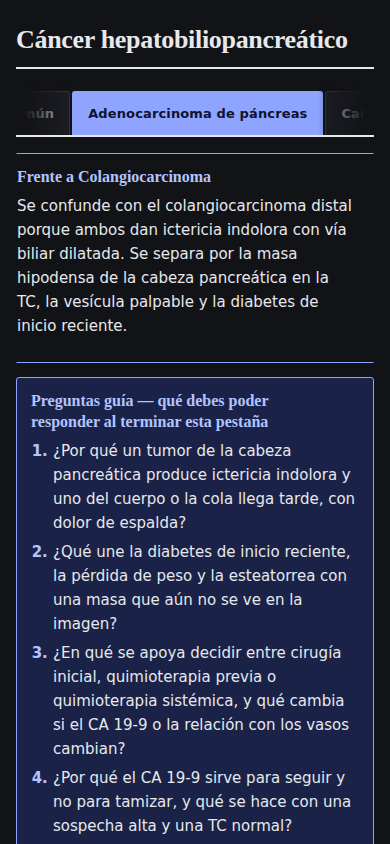 Cáncer hepatobiliopancreático
Adenocarcinoma de páncreas
Frente a Colangiocarcinoma
Se confunde con el colangiocarcinoma distal
porque ambos dan ictericia indolora con vía
biliar dilatada. Se separa por la masa
hipodensa de la cabeza pancreática en la
TC, la vesícula palpable y la diabetes de
inicio reciente.
Preguntas guía — qué debes poder
responder al terminar esta pestaña
1. ¿Por qué un tumor de la cabeza
pancreática produce ictericia indolora y
uno del cuerpo o la cola llega tarde, con
dolor de espalda?
2. ¿Qué une la diabetes de inicio reciente,
la pérdida de peso y la esteatorrea con
una masa que aún no se ve en la
imagen?
3. ¿En qué se apoya decidir entre cirugía
inicial, quimioterapia previa o
quimioterapia sistémica, y qué cambia
si el CA 19-9 o la relación con los vasos
cambian?
4. ¿Por qué el CA 19-9 sirve para seguir y
no para tamizar, y qué se hace con una
sospecha alta y una TC normal?